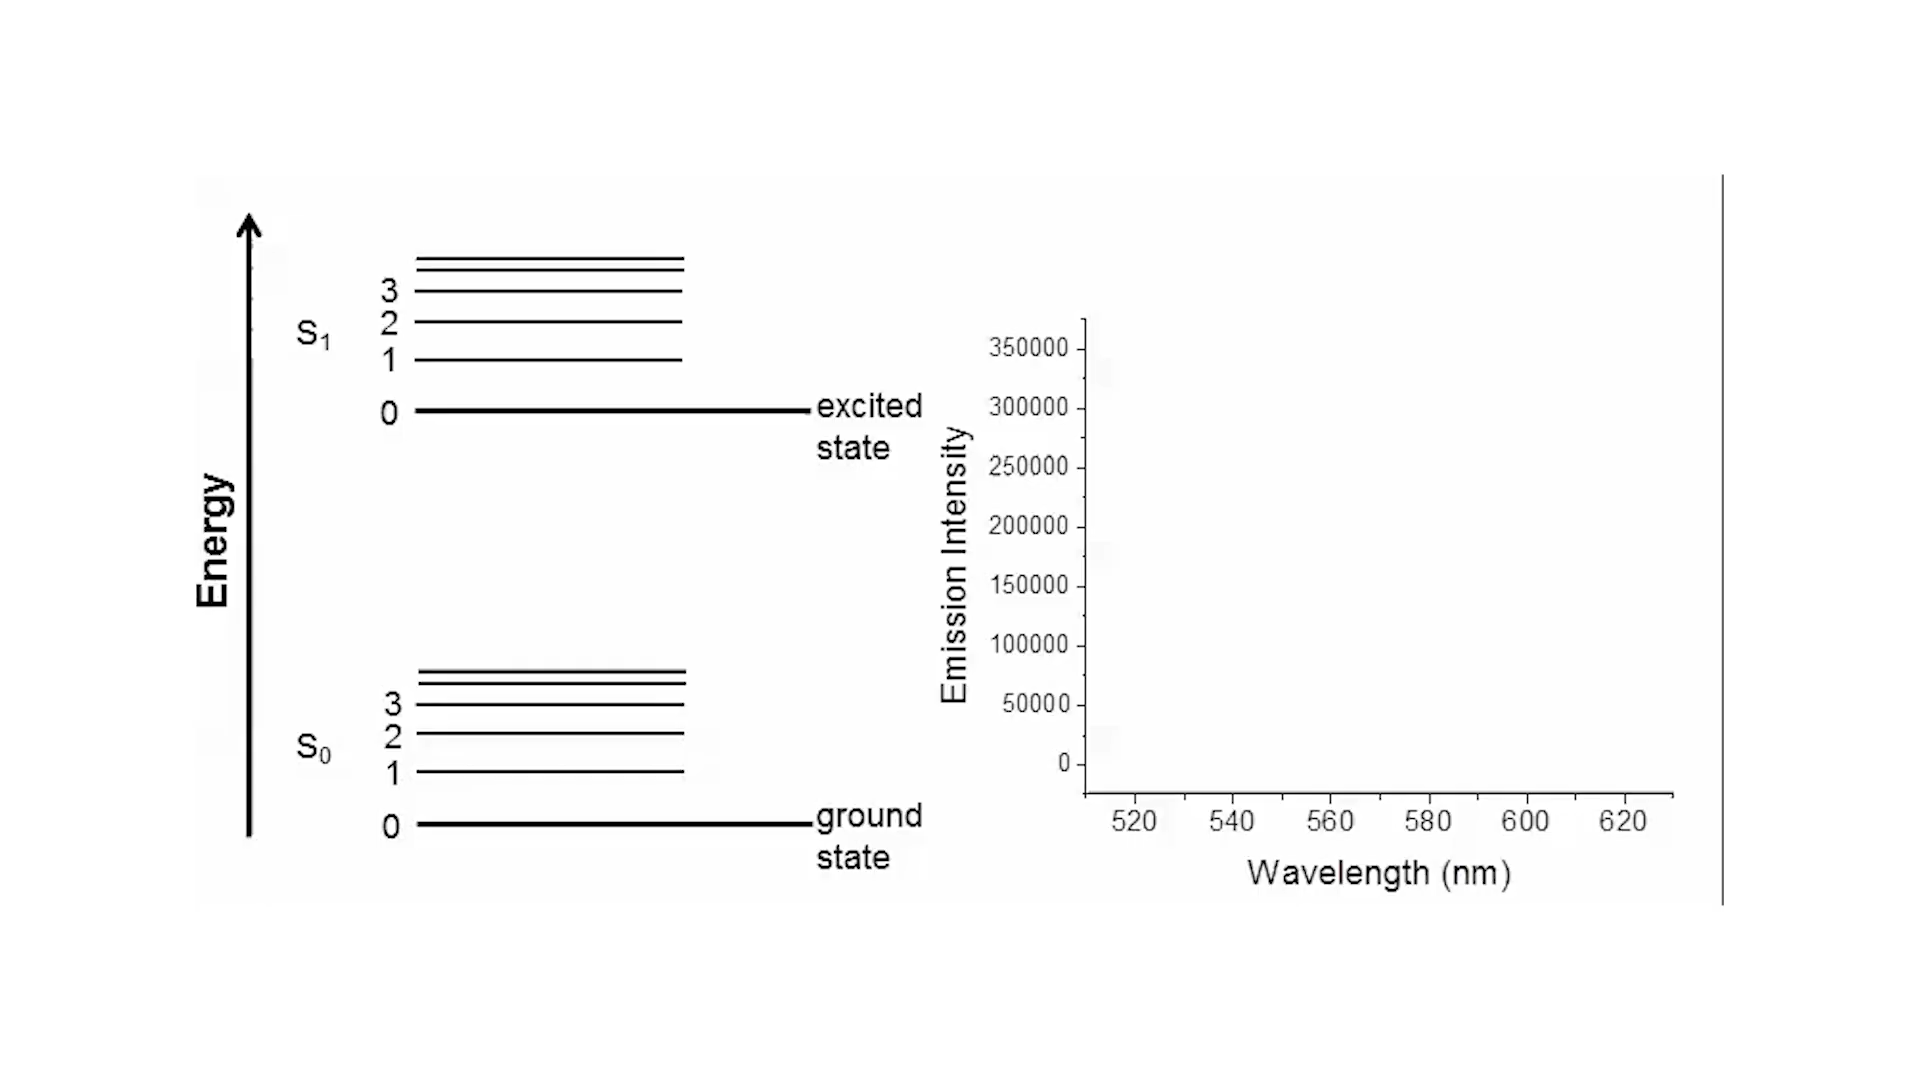 Energy
S1
3
2
1
0
excited
state
S0
3
2
1
0
ground
state
Emission Intensity
350000
300000
250000
200000
150000
100000
50000
0
520 540 560 580 600 620
Wavelength (nm)